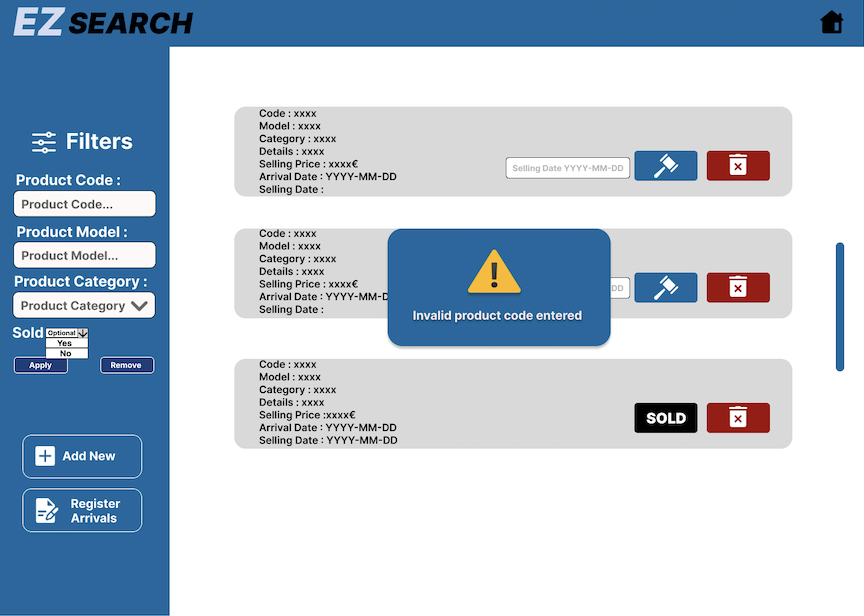 EZ SEARCH
Filters
Product Code :
Product Code...
Product Model :
Product Model...
Product Category :
Product Category
Sold
Optional
Yes
No
Apply
Remove
Add New
Register
Arrivals
Code : xxxx
Model : xxxx
Category : xxxx
Details : xxxx
Selling Price : xxxx€
Arrival Date : YYYY-MM-DD
Selling Date :
Selling Date YYYY-MM-DD
Code : xxxx
Model : xxxx
Category : xxxx
Details : xxxx
Selling Price : xxxx€
Arrival Date : YYYY-MM-D
Selling Date :
DD
Invalid product code entered
Code : xxxx
Model : xxxx
Category : xxxx
Details : xxxx
Selling Price :xxxx€
Arrival Date : YYYY-MM-DD
Selling Date : YYYY-MM-DD
SOLD